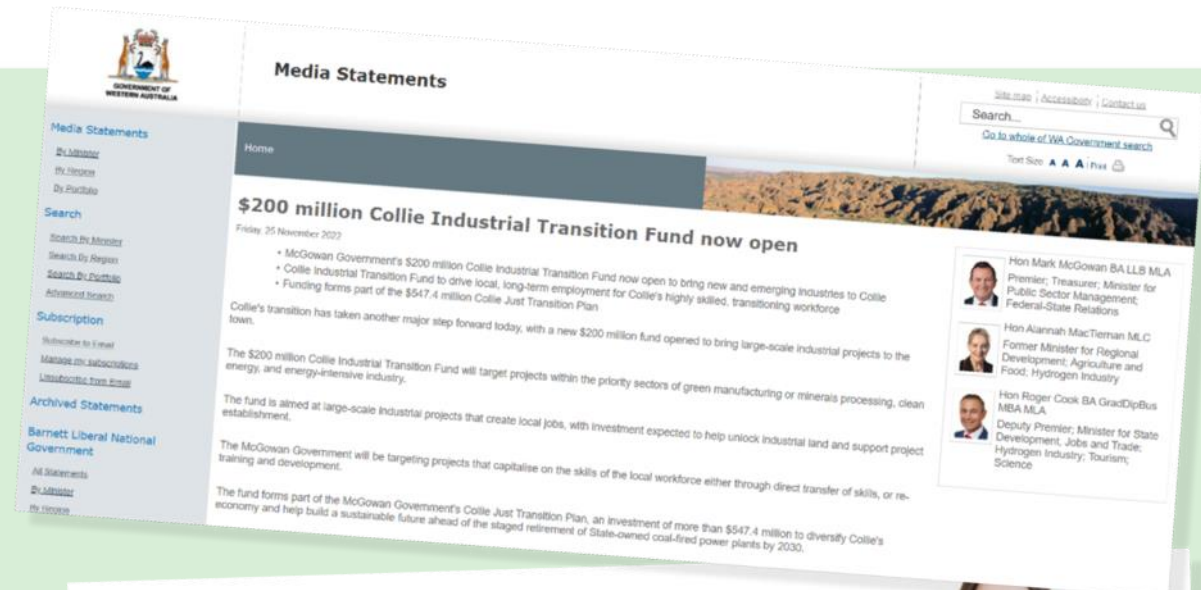 GOVERNMENT OF
WESTERN AUSTRALIA
Media Statements
Site map
Accessibility
Contact us
Search...
Go to whole of WA Government search
Text Size A A A Print
Media Statements
By Minister
By Region
By Portfolio
Search
Search By Minister
Search By Region
Search By Portfolio
Advanced Search
Subscription
Subscribe to Email
Manage my subscriptions
Unsubscribe from Email
Archived Statements
Barnett Liberal National
Government
All Statements
By Minister
By Region
Home
$200 million Collie Industrial Transition Fund now open
Friday, 25 November 2022
• McGowan Government's $200 million Collie Industrial Transition Fund now open to bring new and emerging industries to Collie
• Collie Industrial Transition Fund to drive local, long-term employment for Collie's highly skilled, transitioning workforce
• Funding forms part of the $547.4 million Collie Just Transition Plan
Collie's transition has taken another major step forward today, with a new $200 million fund opened to bring large-scale industrial projects to the
town.
The $200 million Collie Industrial Transition Fund will target projects within the priority sectors of green manufacturing or minerals processing, clean
energy, and energy-intensive industry.
The fund is aimed at large-scale industrial projects that create local jobs, with investment expected to help unlock industrial land and support project
establishment.
The McGowan Government will be targeting projects that capitalise on the skills of the local workforce either through direct transfer of skills, or re-
training and development.
The fund forms part of the McGowan Government's Collie Just Transition Plan, an investment of more than $547.4 million to diversify Collie's
economy and help build a sustainable future ahead of the staged retirement of State-owned coal-fired power plants by 2030.
Hon Mark McGowan BA LLB MLA
Premier; Treasurer; Minister for
Public Sector Management;
Federal-State Relations
Hon Alannah MacTiernan MLC
Former Minister for Regional
Development; Agriculture and
Food; Hydrogen Industry
Hon Roger Cook BA GradDipBus
MBA MLA
Deputy Premier; Minister for State
Development, Jobs and Trade;
Hydrogen Industry; Tourism;
Science